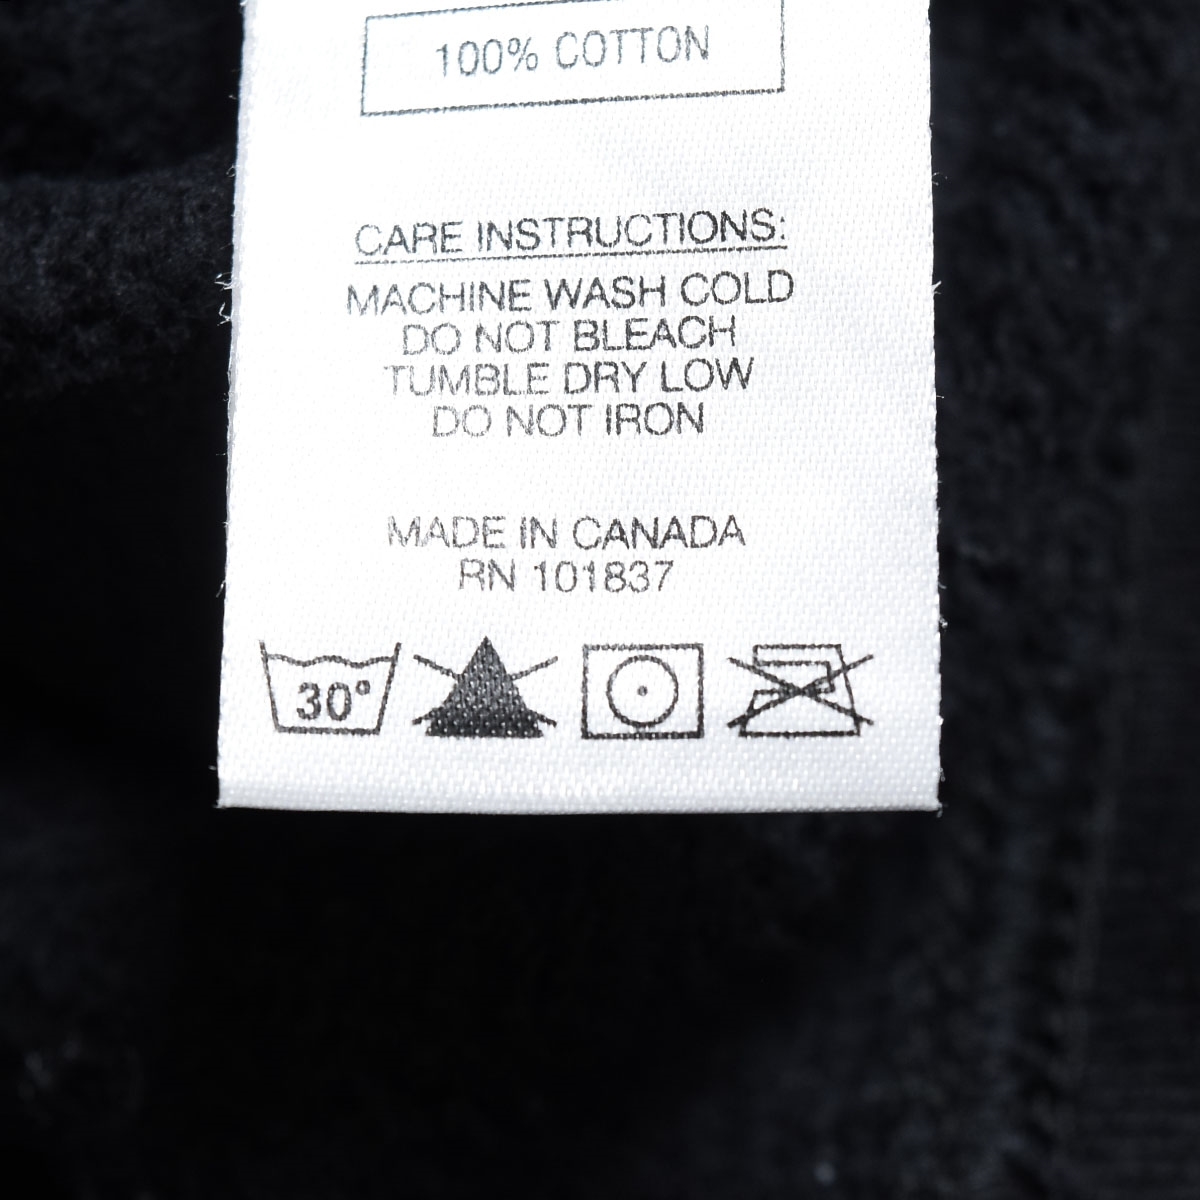 100% COTTON
CARE INSTRUCTIONS:
MACHINE WASH COLD
DO NOT BLEACH
TUMBLE DRY LOW
DO NOT IRON
MADE IN CANADA
RN 101837
30°